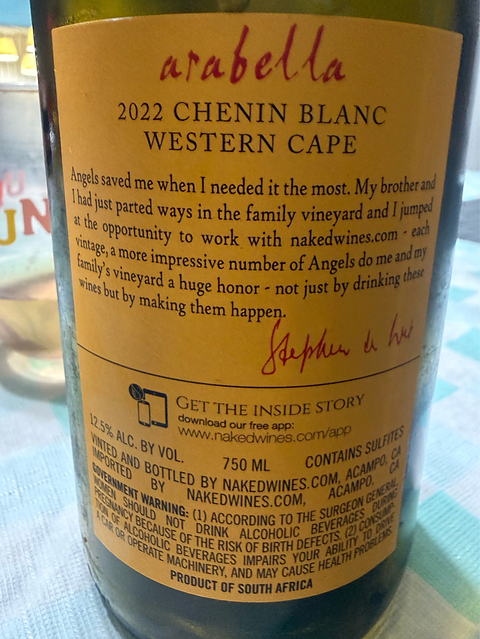 arabella
2022 CHENIN BLANC
WESTERN CAPE
Angels saved me when I needed it the most. My brother and
I had just parted ways in the family vineyard and I jumped
at the opportunity to work with nakedwines.com - each
vintage, a more impressive number of Angels do me and my
family's vineyard a huge honor - not just by drinking these
wines but by making them happen.
Stephen de Wet
GET THE INSIDE STORY
download our free app:
www.nakedwines.com/app
12.5% ALC. BY VOL. 750 ML CONTAINS SULFITES
VINTED AND BOTTLED BY NAKEDWINES.COM, ACAMPO, CA
IMPORTED BY NAKEDWINES.COM, ACAMPO, CA
GOVERNMENT WARNING: (1) ACCORDING TO THE SURGEON GENERAL,
WOMEN SHOULD NOT DRINK ALCOHOLIC BEVERAGES DURING
PREGNANCY BECAUSE OF THE RISK OF BIRTH DEFECTS. (2) CONSUMP-
TION OF ALCOHOLIC BEVERAGES IMPAIRS YOUR ABILITY TO DRIVE
A CAR OR OPERATE MACHINERY, AND MAY CAUSE HEALTH PROBLEMS
PRODUCT OF SOUTH AFRICA